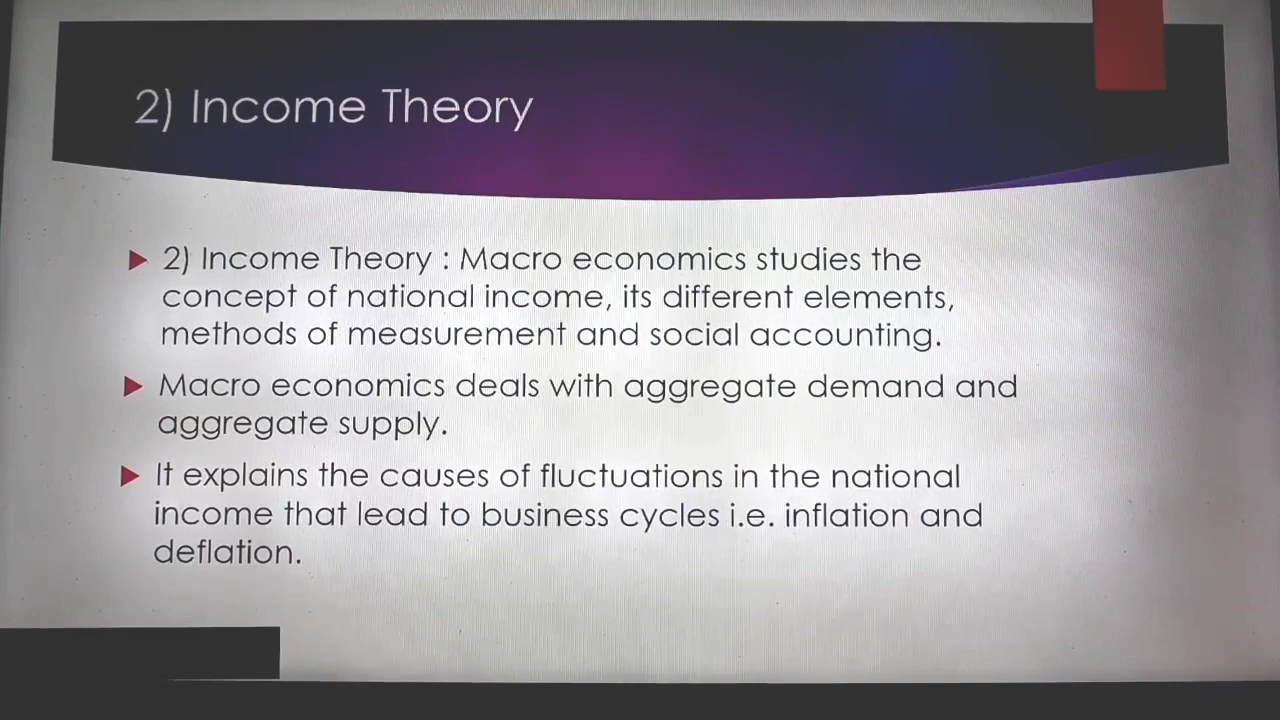 2) Income Theory
2) Income Theory : Macro economics studies the
concept of national income, its different elements,
methods of measurement and social accounting.
Macro economics deals with aggregate demand and
aggregate supply.
It explains the causes of fluctuations in the national
income that lead to business cycles i.e. inflation and
deflation.